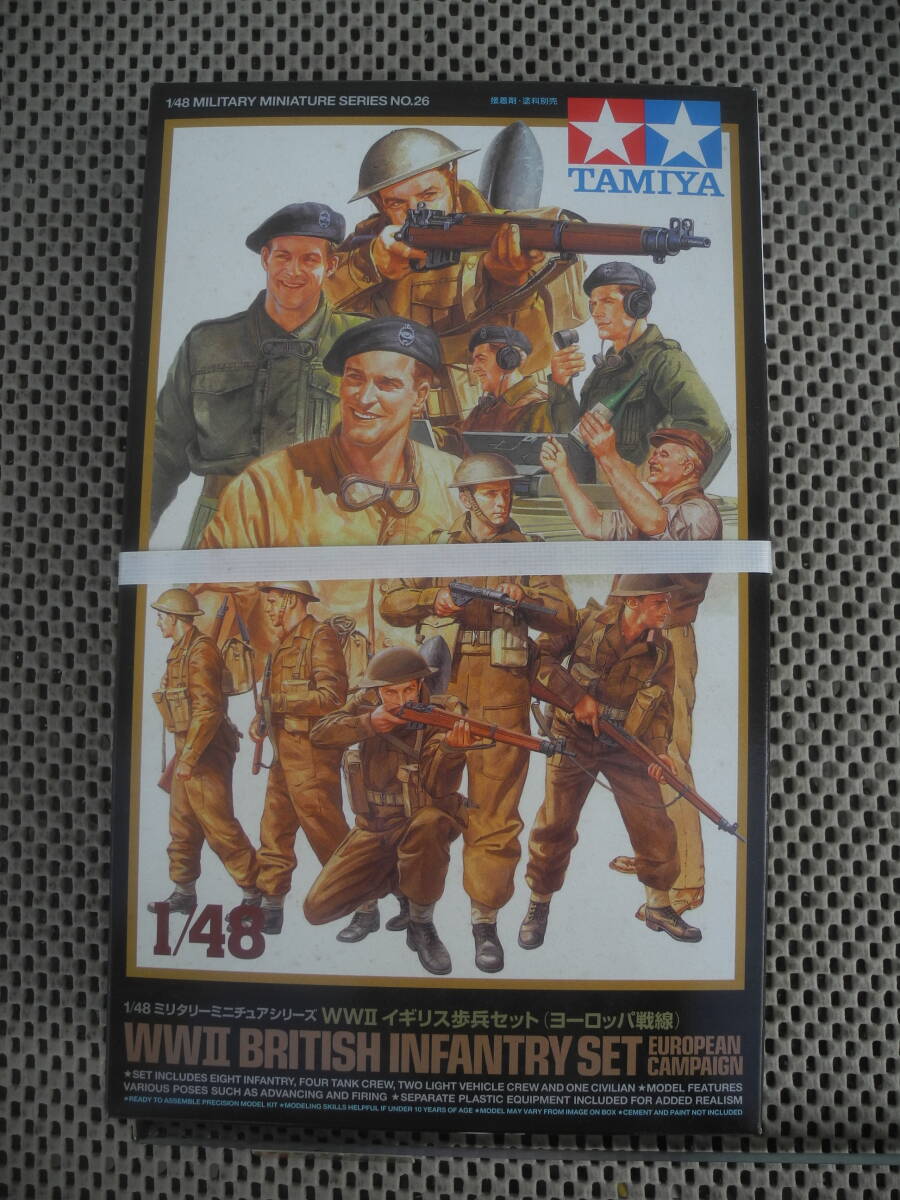 1/48 MILITARY MINIATURE SERIES NO.26
接着剤・塗料別売
TAMIYA
1/48
1/48 ミリタリーミニチュアシリーズ WWII イギリス歩兵セット(ヨーロッパ戦線)
WWII BRITISH INFANTRY SET EUROPEAN CAMPAIGN
★SET INCLUDES EIGHT INFANTRY, FOUR TANK CREW, TWO LIGHT VEHICLE CREW AND ONE CIVILIAN ★MODEL FEATURES
VARIOUS POSES SUCH AS ADVANCING AND FIRING ★SEPARATE PLASTIC EQUIPMENT INCLUDED FOR ADDED REALISM
★READY TO ASSEMBLE PRECISION MODEL KIT ★MODELING SKILLS HELPFUL IF UNDER 10 YEARS OF AGE ★MODEL MAY VARY FROM IMAGE ON BOX ★CEMENT AND PAINT NOT INCLUDED